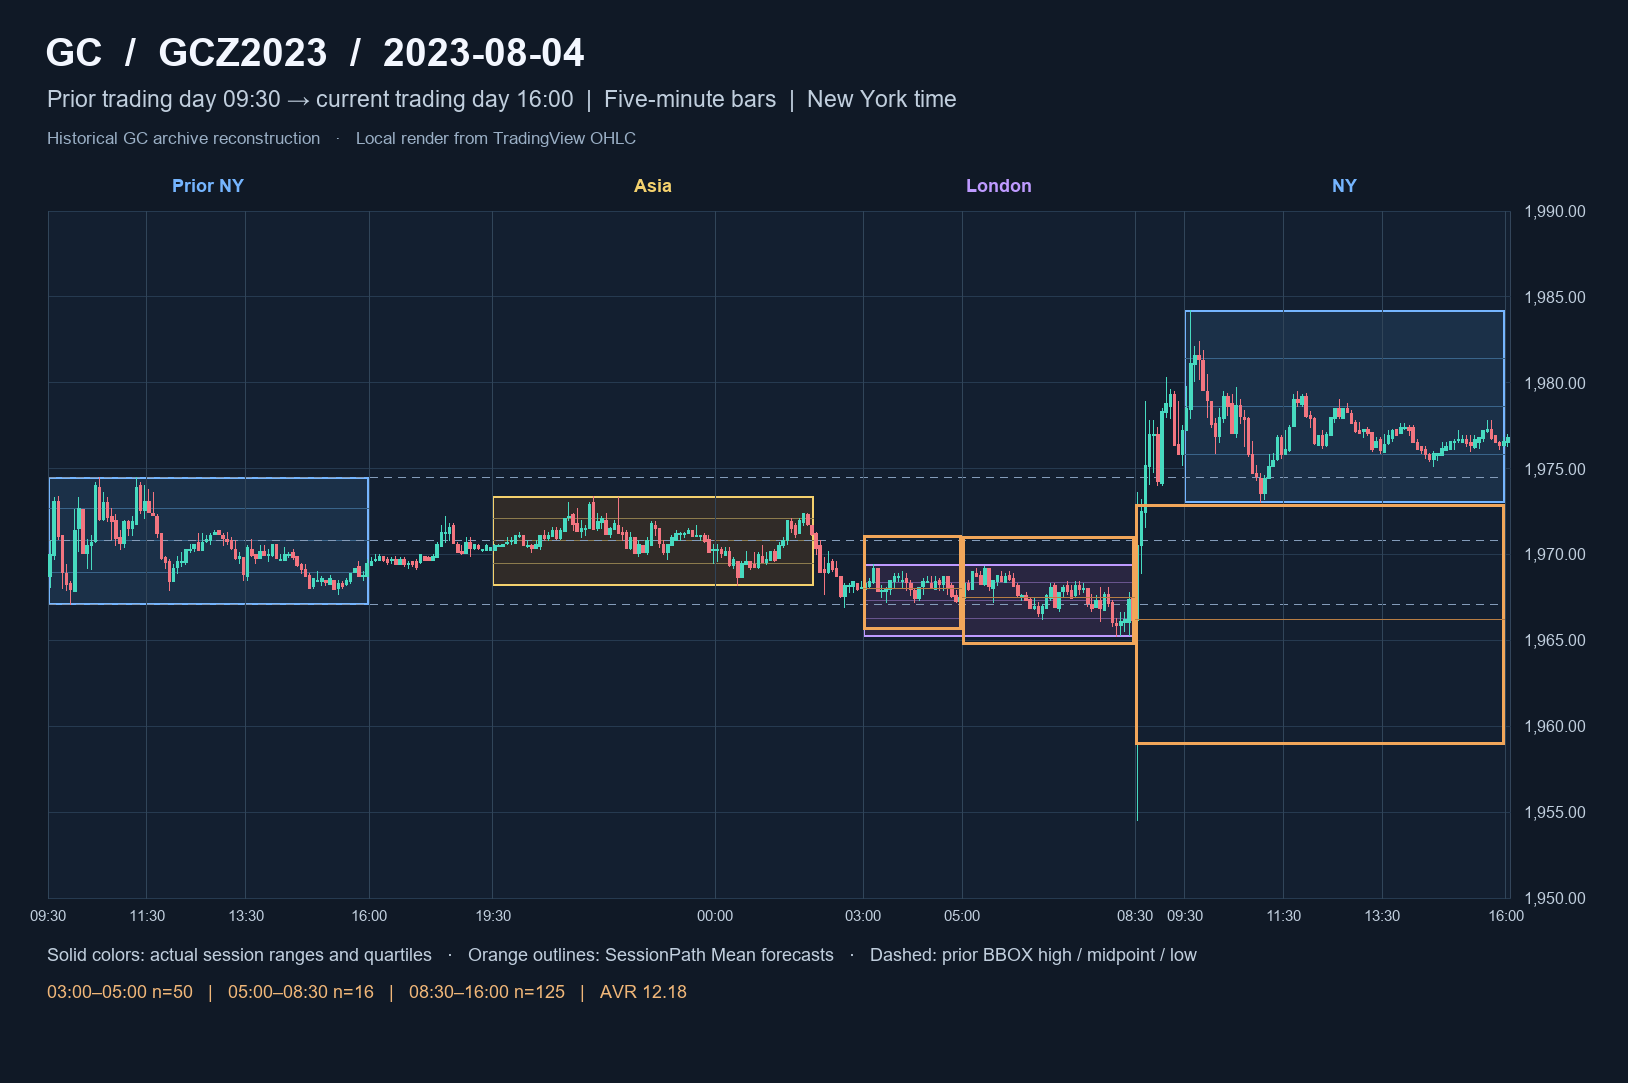 GC / GCZ2023 / 2023-08-04
Prior trading day 09:30 → current trading day 16:00 | Five-minute bars | New York time
Historical GC archive reconstruction · Local render from TradingView OHLC
Prior NY Asia London NY
1,990.00
1,985.00
1,980.00
1,975.00
1,970.00
1,965.00
1,960.00
1,955.00
1,950.00
09:30 11:30 13:30 16:00 19:30 00:00 03:00 05:00 08:30 09:30 11:30 13:30 16:00
Solid colors: actual session ranges and quartiles · Orange outlines: SessionPath Mean forecasts · Dashed: prior BBOX high / midpoint / low
03:00–05:00 n=50 | 05:00–08:30 n=16 | 08:30–16:00 n=125 | AVR 12.18